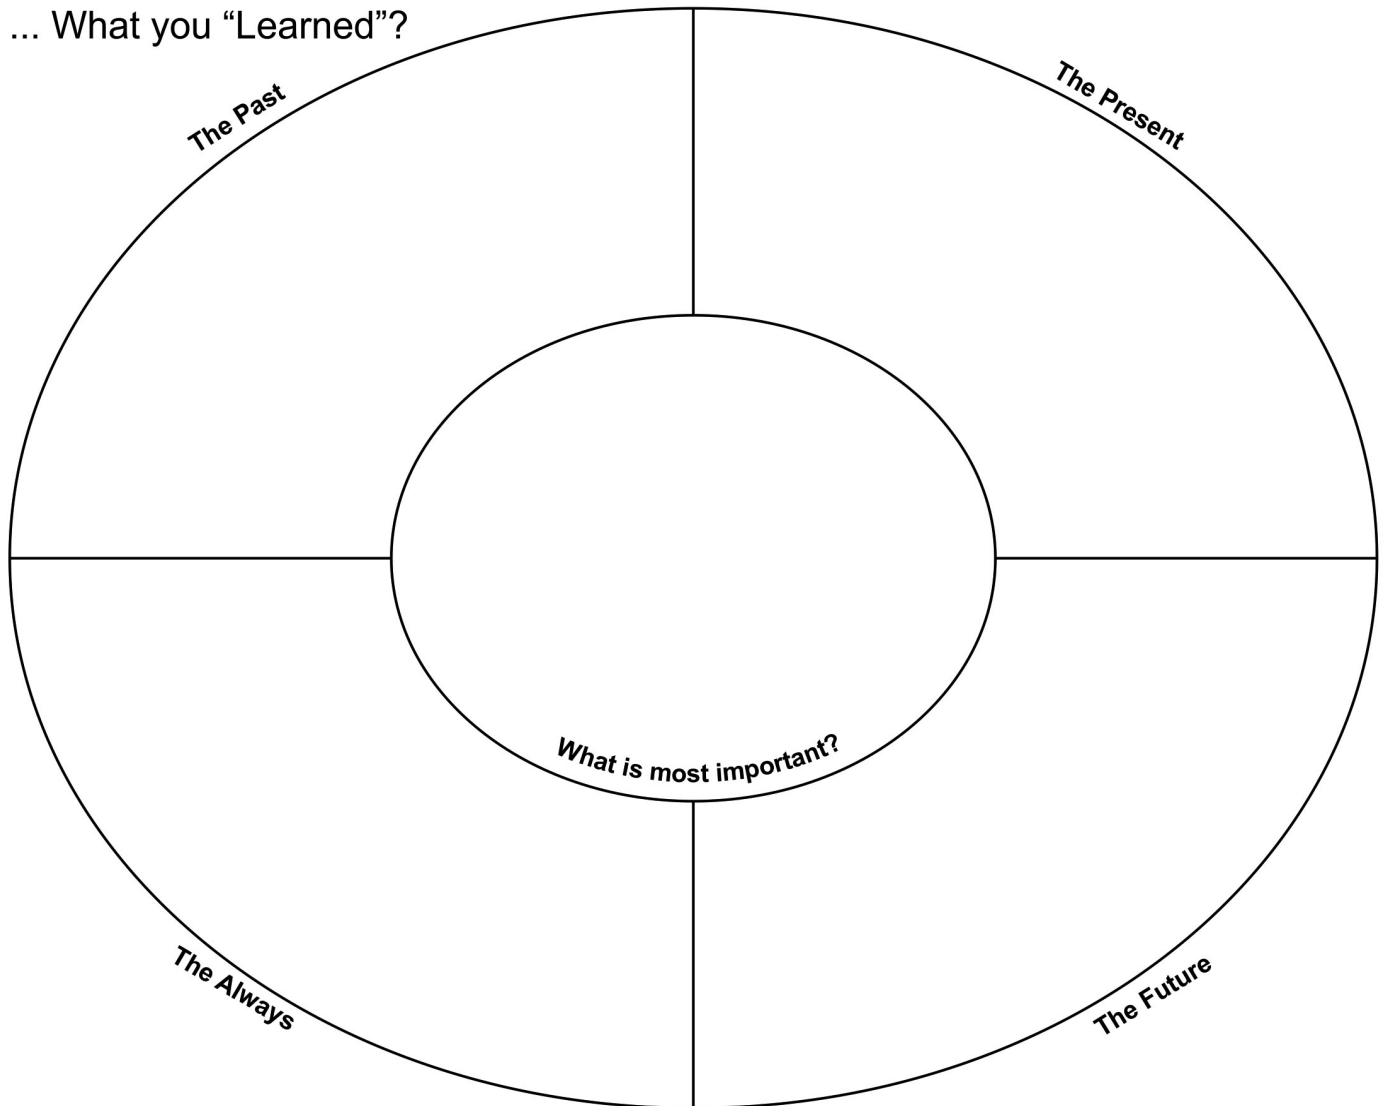 ... What you “Learned”?
The Past
The Present
What is most important?
The Always
The Future